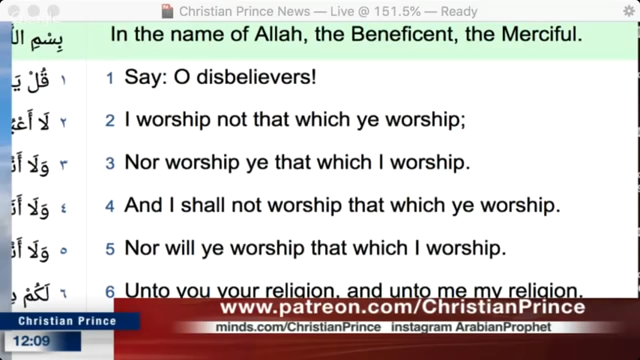 Christian Prince News — Live @ 151.5% — Ready
In the name of Allah, the Beneficent, the Merciful.
بِسْمِ
١ قُلْ
1 Say: O disbelievers!
٢ لَا
2 I worship not that which ye worship;
٣ وَلَا
3 Nor worship ye that which I worship.
٤ وَلَا
4 And I shall not worship that which ye worship.
٥ وَلَا
5 Nor will ye worship that which I worship.
٦ لَكُمْ
6 Unto you your religion, and unto me my religion.
www.patreon.com/ChristianPrince
Christian Prince
minds.com/ChristianPrince instagram ArabianProphet
12:09